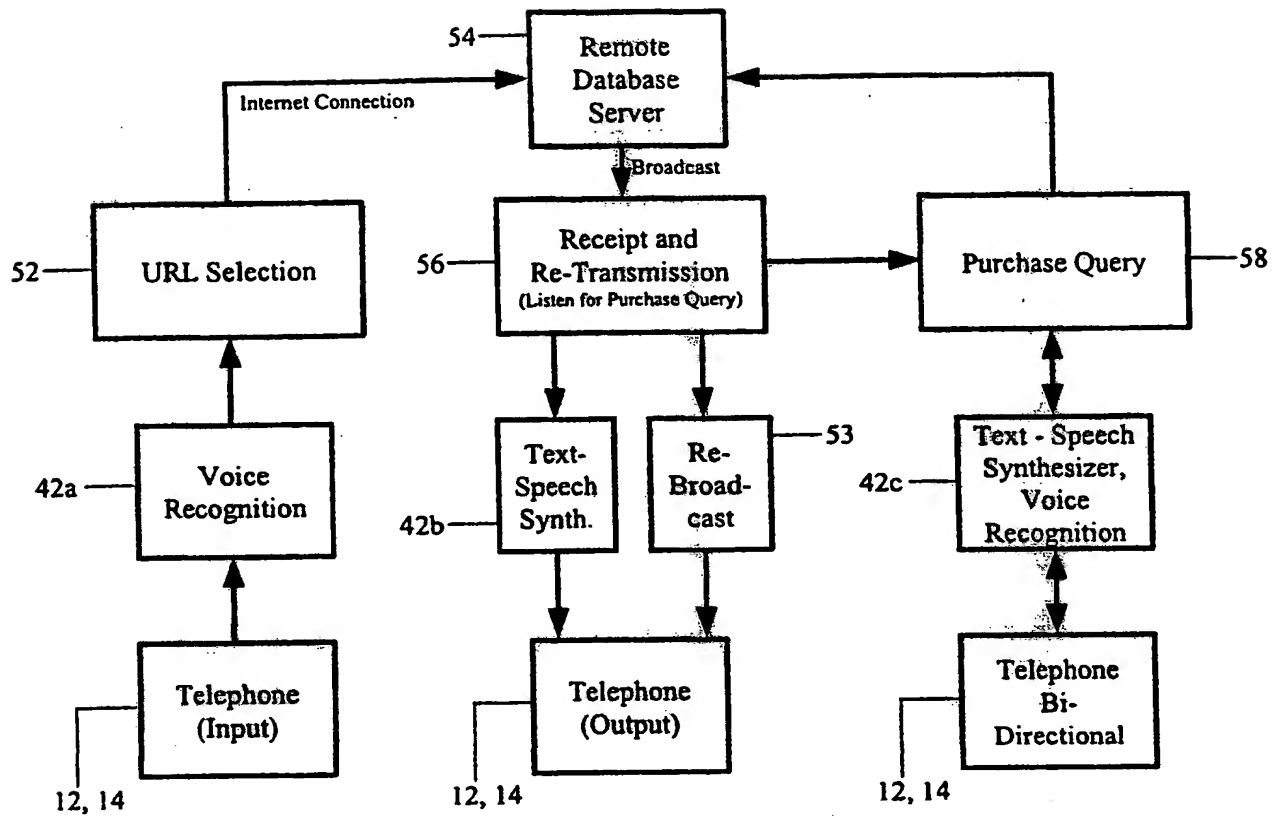 54
Remote
Database
Server
Internet Connection
Broadcast
52
URL Selection
56
Receipt and
Re-Transmission
(Listen for Purchase Query)
Purchase Query
58
42a
Voice
Recognition
42b
Text-
Speech
Synth.
Re-
Broad-
cast
53
42c
Text - Speech
Synthesizer,
Voice
Recognition
Telephone
(Input)
12, 14
Telephone
(Output)
12, 14
Telephone
Bi-
Directional
12, 14